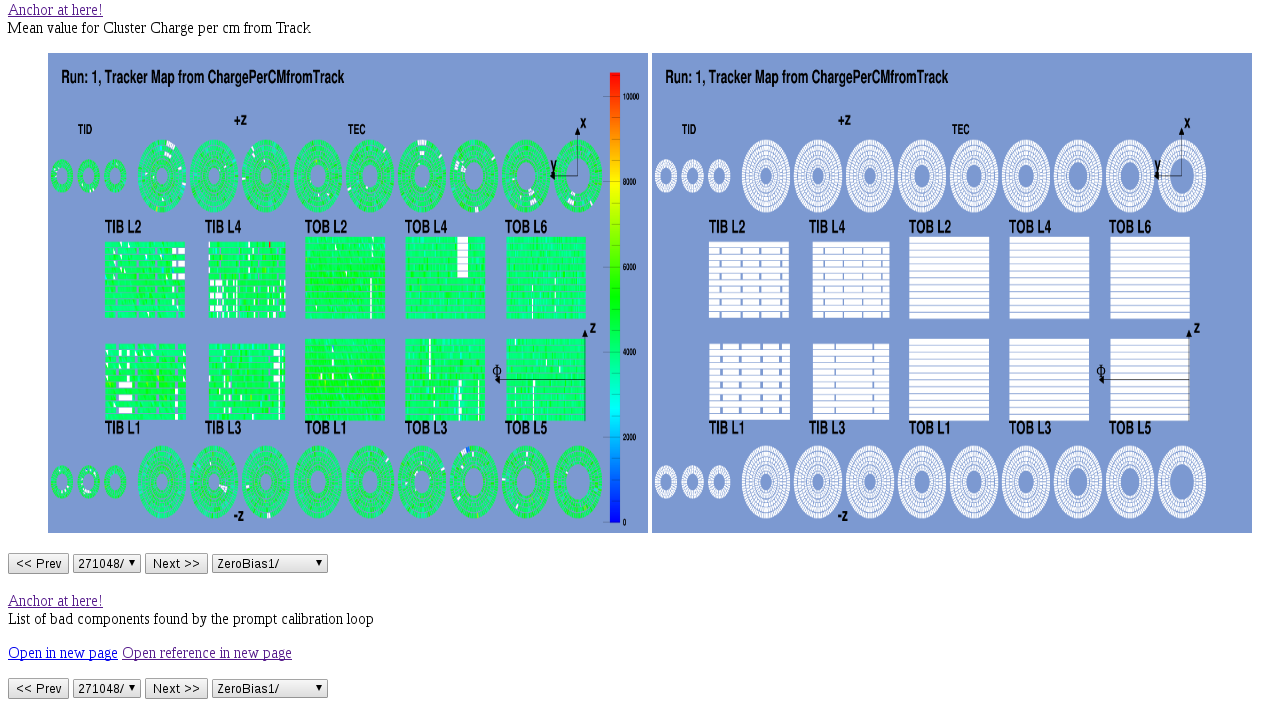 Anchor at here!
Mean value for Cluster Charge per cm from Track
Run: 1, Tracker Map from ChargePerCMfromTrack
TID +z TEC x
y
10000
8000
TIB L2 TIB L4 TOB L2 TOB L4 TOB L6
6000
z
4000
Φ
TIB L1 TIB L3 TOB L1 TOB L3 TOB L5
2000
-z
0
Run: 1, Tracker Map from ChargePerCMfromTrack
TID +z TEC x
y
TIB L2 TIB L4 TOB L2 TOB L4 TOB L6
z
Φ
TIB L1 TIB L3 TOB L1 TOB L3 TOB L5
-z
<< Prev 271048/ Next >> ZeroBias1/
Anchor at here!
List of bad components found by the prompt calibration loop
Open in new page Open reference in new page
<< Prev 271048/ Next >> ZeroBias1/